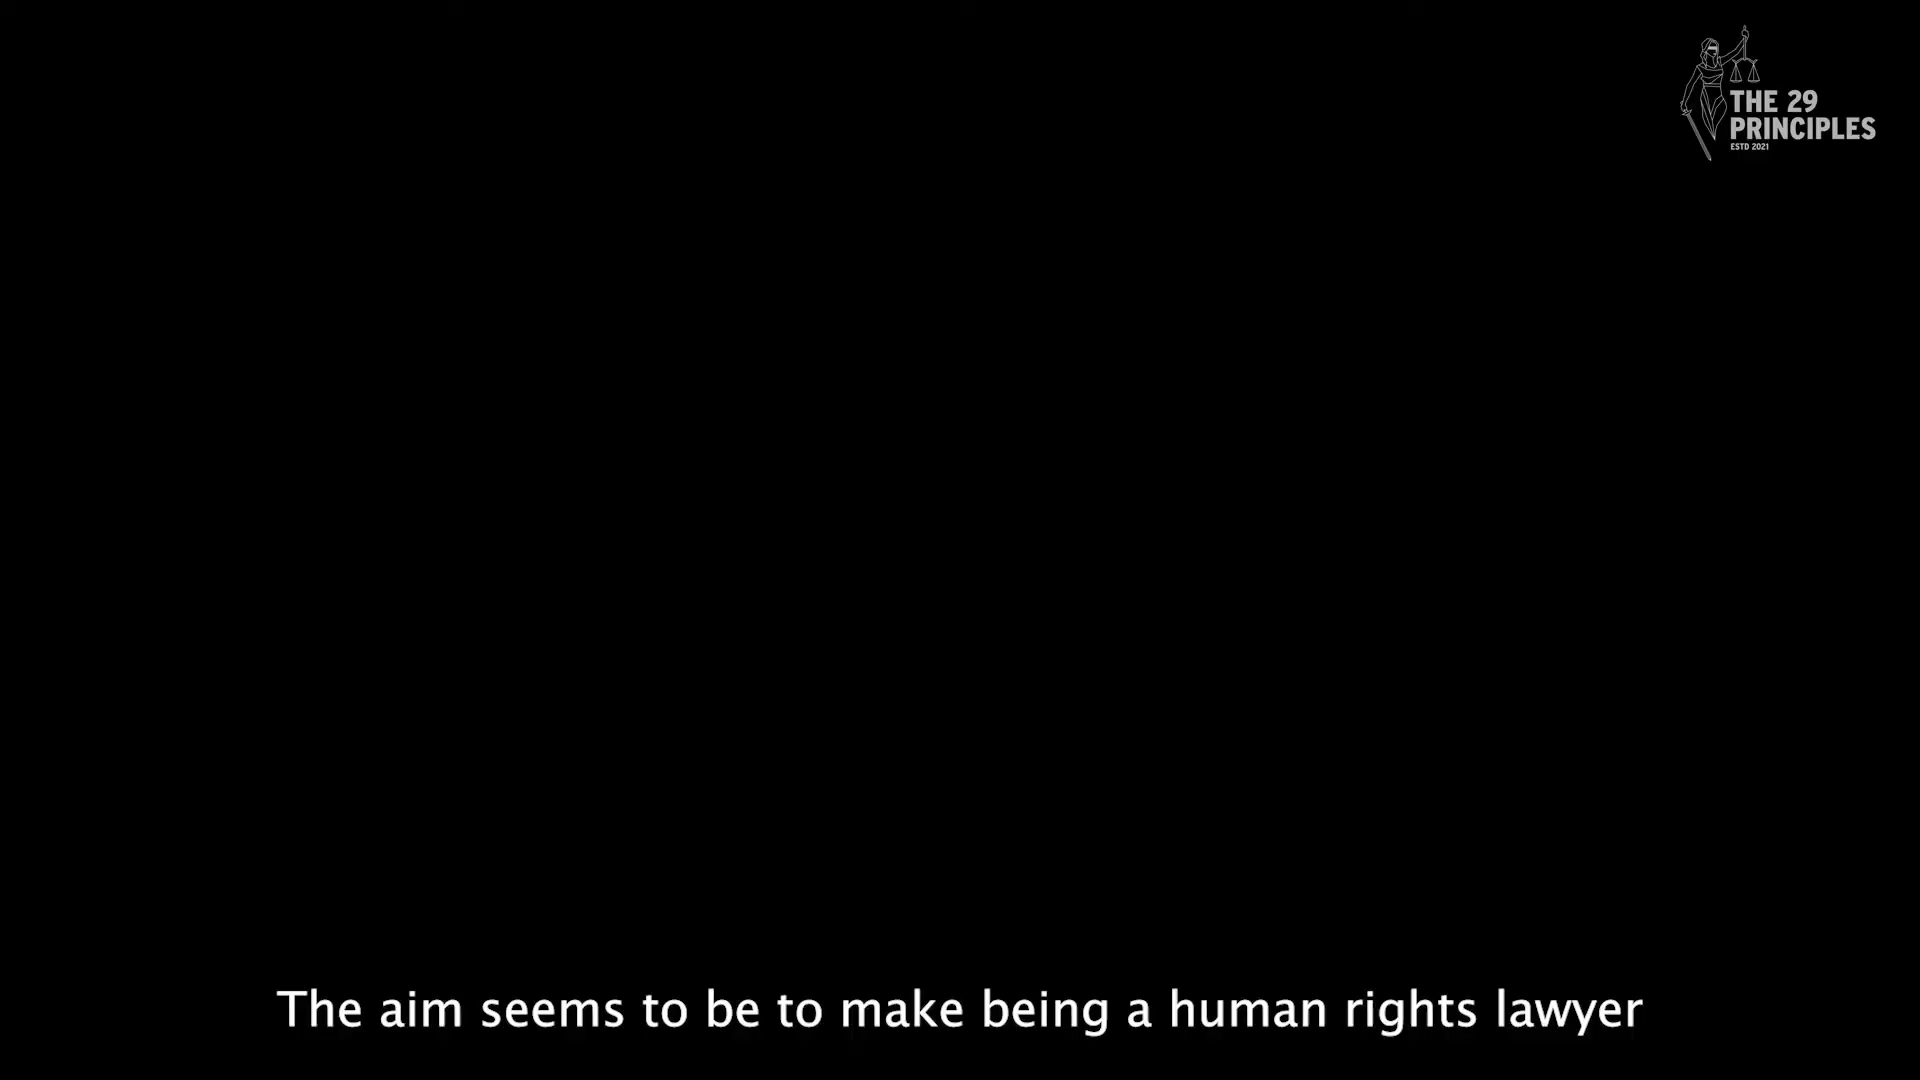 THE 29
PRINCIPLES
ESTD 2021
The aim seems to be to make being a human rights lawyer